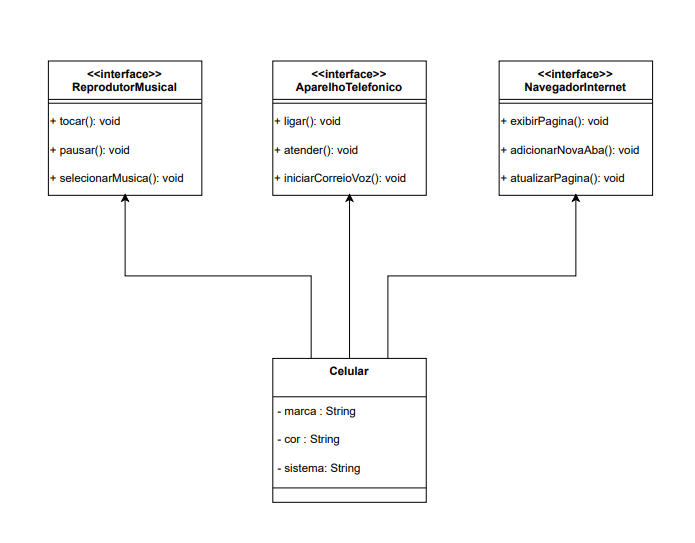 <<interface>>
ReprodutorMusical
+ tocar(): void
+ pausar(): void
+ selecionarMusica(): void
<<interface>>
AparelhoTelefonico
+ ligar(): void
+ atender(): void
+ iniciarCorreioVoz(): void
<<interface>>
NavegadorInternet
+ exibirPagina(): void
+ adicionarNovaAba(): void
+ atualizarPagina(): void
Celular
- marca : String
- cor : String
- sistema: String